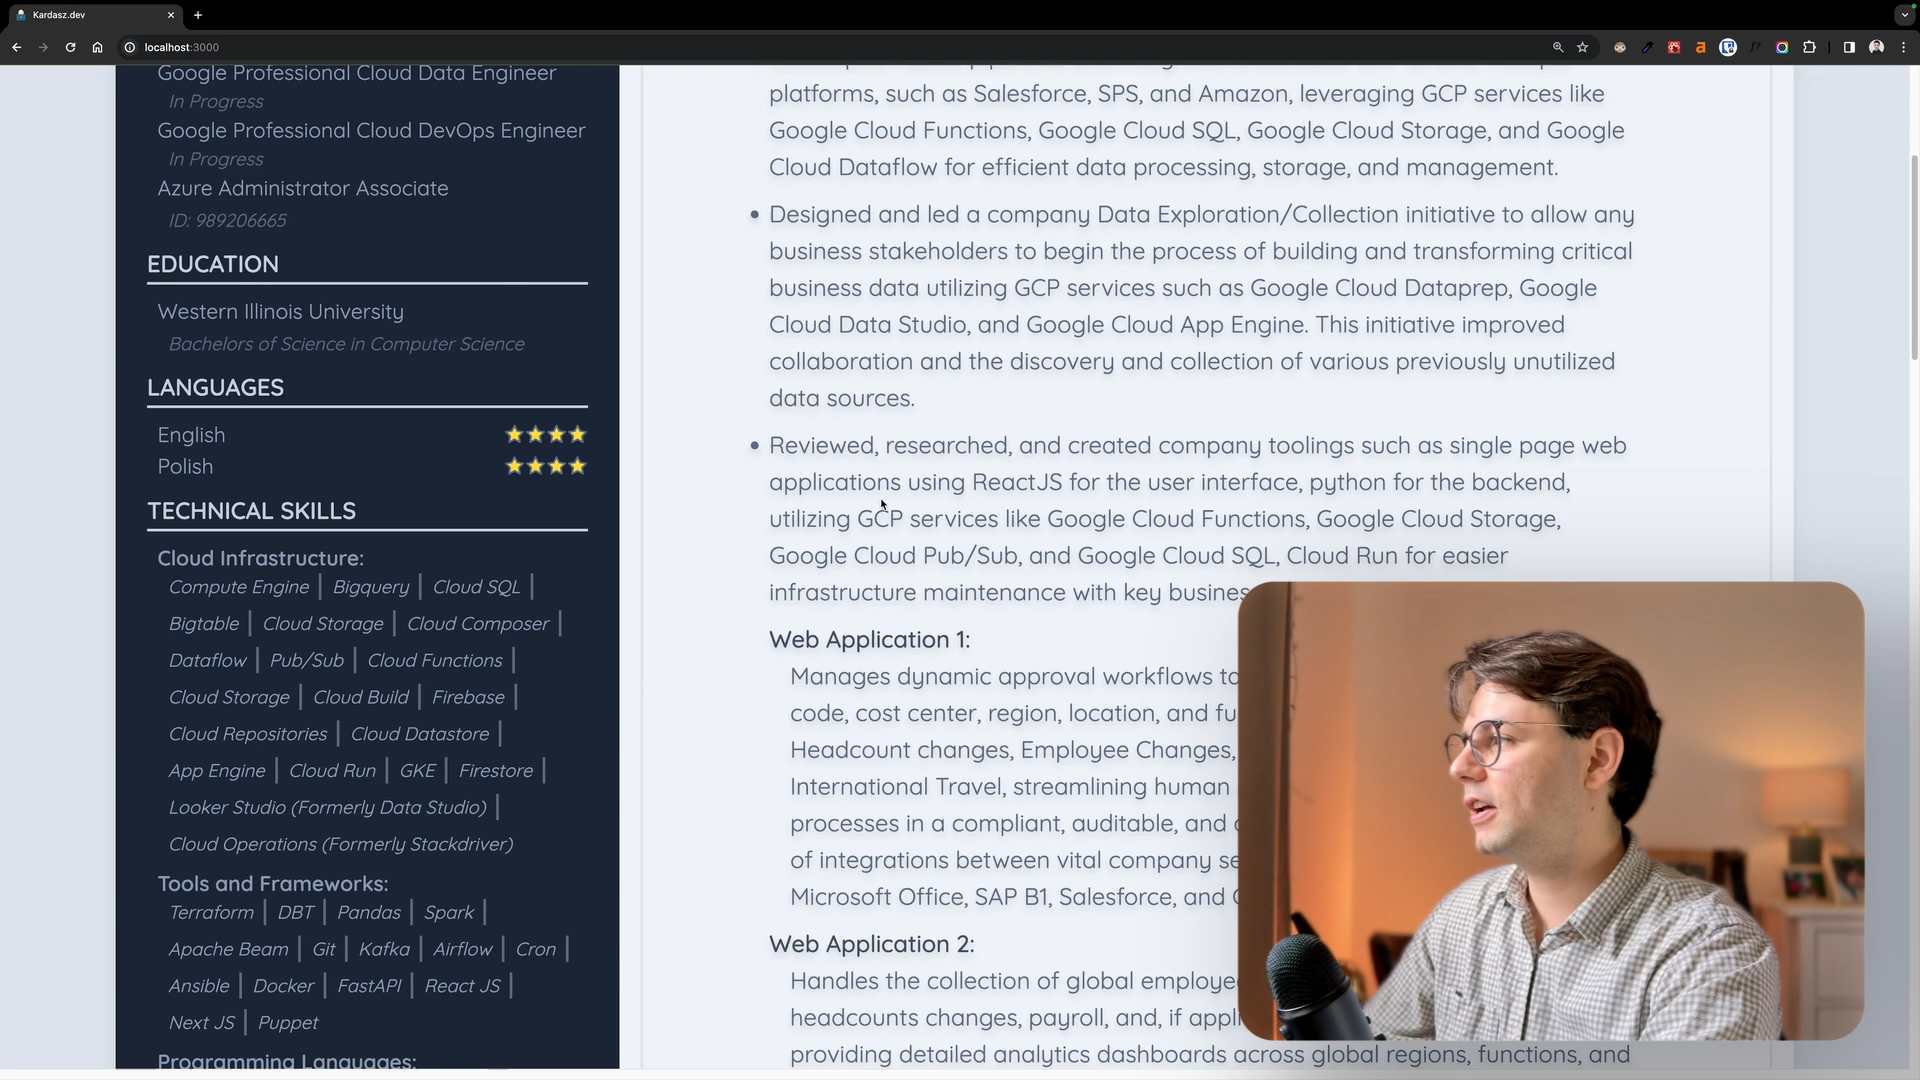 Kardasz.dev
localhost:3000
Google Professional Cloud Data Engineer
In Progress
Google Professional Cloud DevOps Engineer
In Progress
Azure Administrator Associate
ID: 989206665
EDUCATION
Western Illinois University
Bachelors of Science in Computer Science
LANGUAGES
English
Polish
TECHNICAL SKILLS
Cloud Infrastructure:
Compute Engine | Bigquery | Cloud SQL |
Bigtable | Cloud Storage | Cloud Composer |
Dataflow | Pub/Sub | Cloud Functions |
Cloud Storage | Cloud Build | Firebase |
Cloud Repositories | Cloud Datastore |
App Engine | Cloud Run | GKE | Firestore |
Looker Studio (Formerly Data Studio) |
Cloud Operations (Formerly Stackdriver)
Tools and Frameworks:
Terraform | DBT | Pandas | Spark |
Apache Beam | Git | Kafka | Airflow | Cron |
Ansible | Docker | FastAPI | React JS |
Next JS | Puppet
Programming Languages:
platforms, such as Salesforce, SPS, and Amazon, leveraging GCP services like
Google Cloud Functions, Google Cloud SQL, Google Cloud Storage, and Google
Cloud Dataflow for efficient data processing, storage, and management.
• Designed and led a company Data Exploration/Collection initiative to allow any
business stakeholders to begin the process of building and transforming critical
business data utilizing GCP services such as Google Cloud Dataprep, Google
Cloud Data Studio, and Google Cloud App Engine. This initiative improved
collaboration and the discovery and collection of various previously unutilized
data sources.
• Reviewed, researched, and created company toolings such as single page web
applications using ReactJS for the user interface, python for the backend,
utilizing GCP services like Google Cloud Functions, Google Cloud Storage,
Google Cloud Pub/Sub, and Google Cloud SQL, Cloud Run for easier
infrastructure maintenance with key busines
Web Application 1:
Manages dynamic approval workflows
code, cost center, region, location, and
Headcount changes, Employee Changes,
International Travel, streamlining human
processes in a compliant, auditable, and
of integrations between vital company
Microsoft Office, SAP B1, Salesforce, and
Web Application 2:
Handles the collection of global employe
headcounts changes, payroll, and, if
providing detailed analytics dashboards across global regions, functions, and